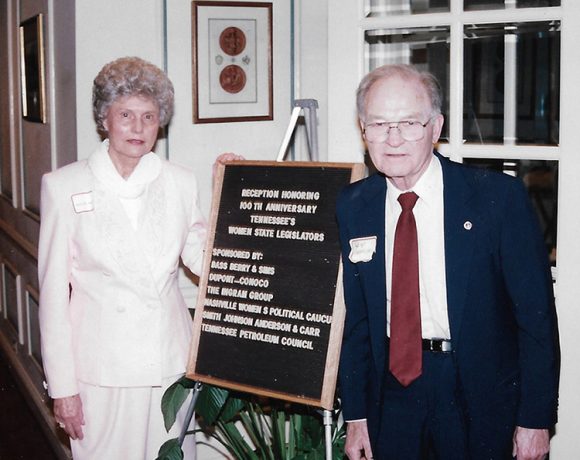 RECEPTION HONORING
100TH ANNIVERSARY
TENNESSEE'S
WOMEN STATE LEGISLATORS
SPONSORED BY:
BASS BERRY & SIMS
DUPONT-CONOCO
THE INGRAM GROUP
NASHVILLE WOMEN S POLITICAL CAUCU
SMITH JOHNSON ANDERSON & CARR
TENNESSEE PETROLEUM COUNCIL